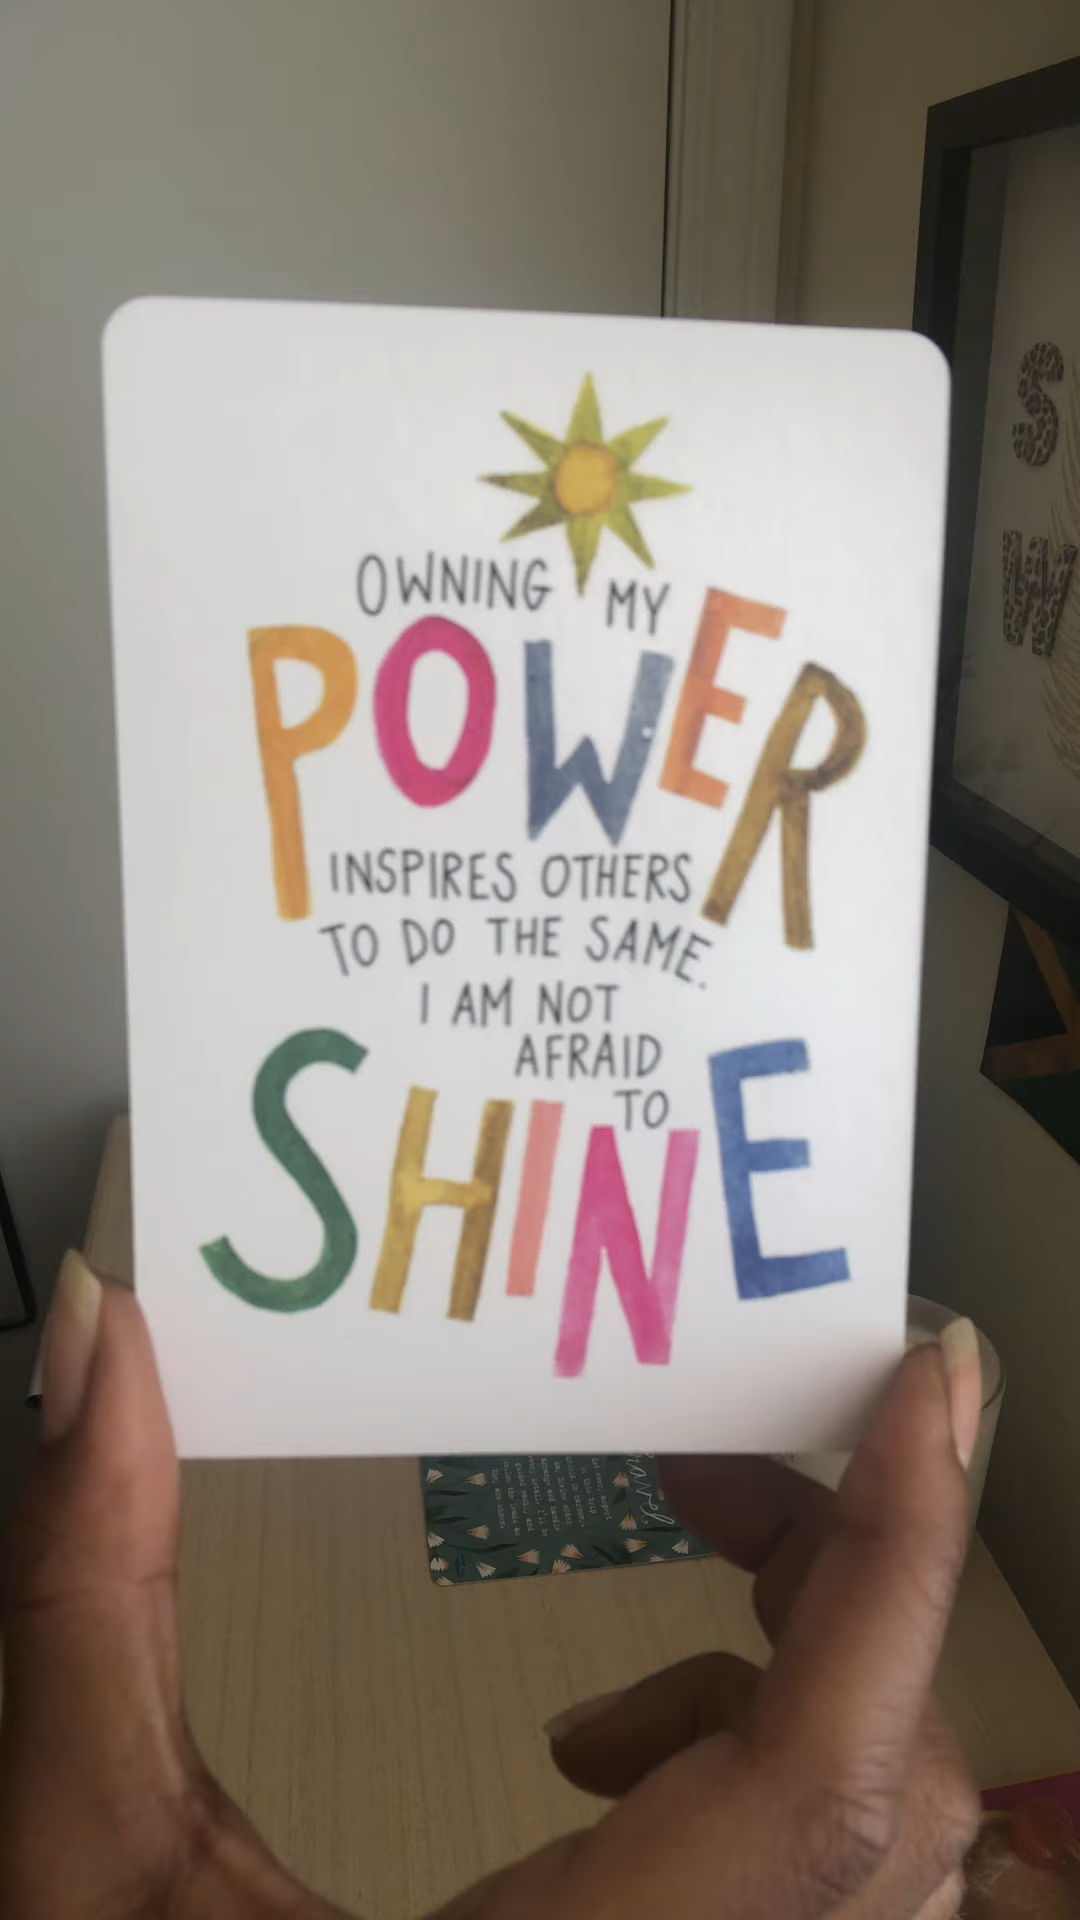 OWNING MY
POWER
INSPIRES OTHERS
TO DO THE SAME.
I AM NOT
AFRAID
TO
SHINE
S
W